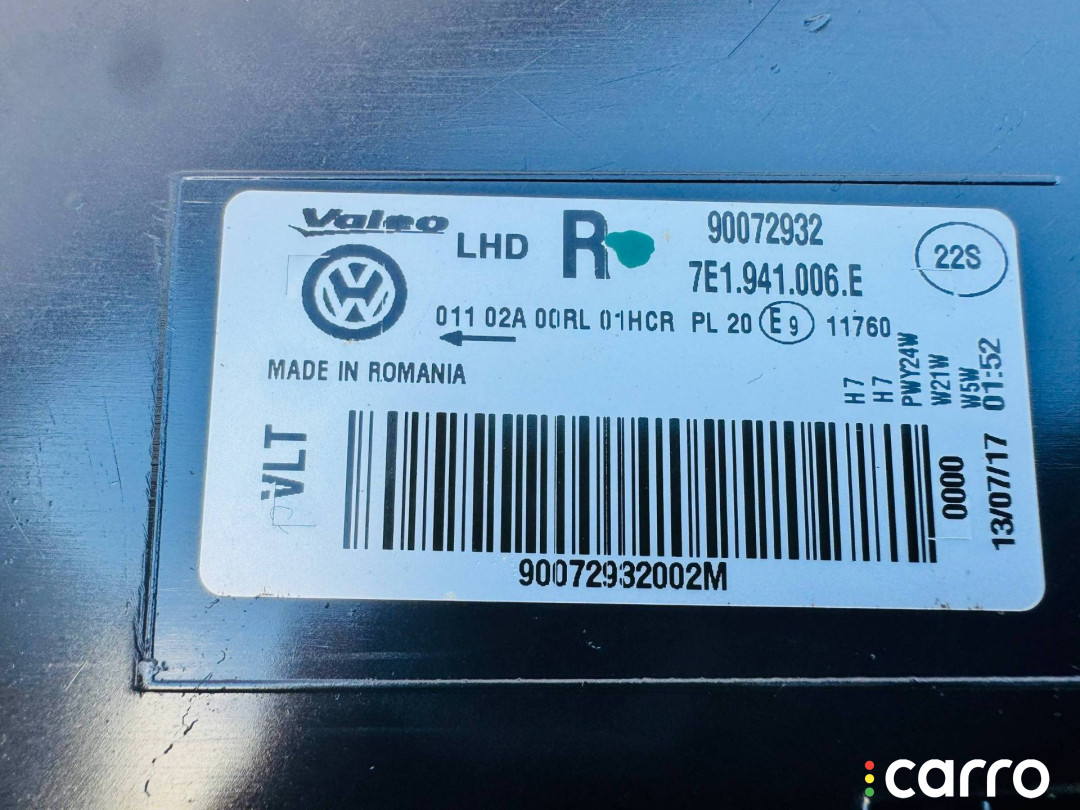 Valeo
LHD R
90072932
7E1.941.006.E
22S
011 02A 00RL 01HCR PL 20 E9 11760
MADE IN ROMANIA
H7
H7
PWY24W
W21W
W5W
01:52
VLT
0000
13/07/17
90072932002M
carro